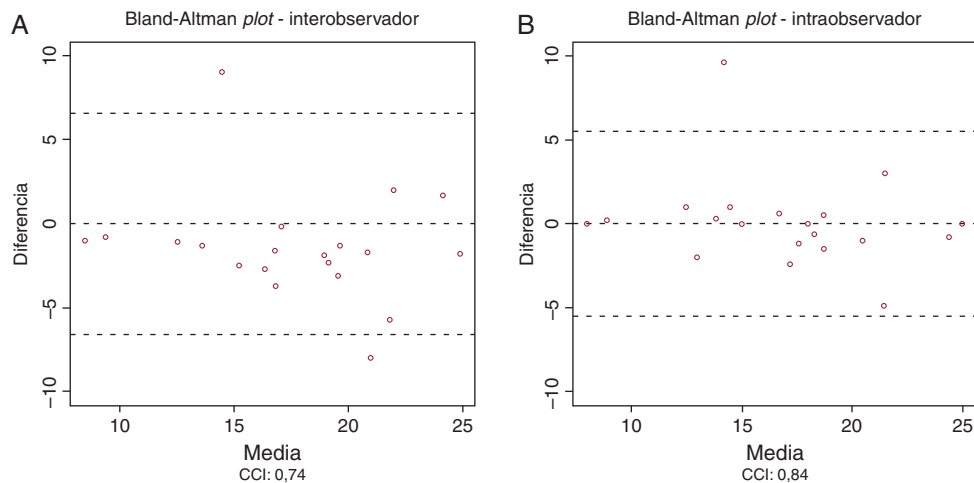 A
Bland-Altman plot - interobservador
Diferencia
10
5
0
−5
−10
10
15
20
25
Media
CCI: 0,74
B
Bland-Altman plot - intraobservador
Diferencia
10
5
0
−5
−10
10
15
20
25
Media
CCI: 0,84